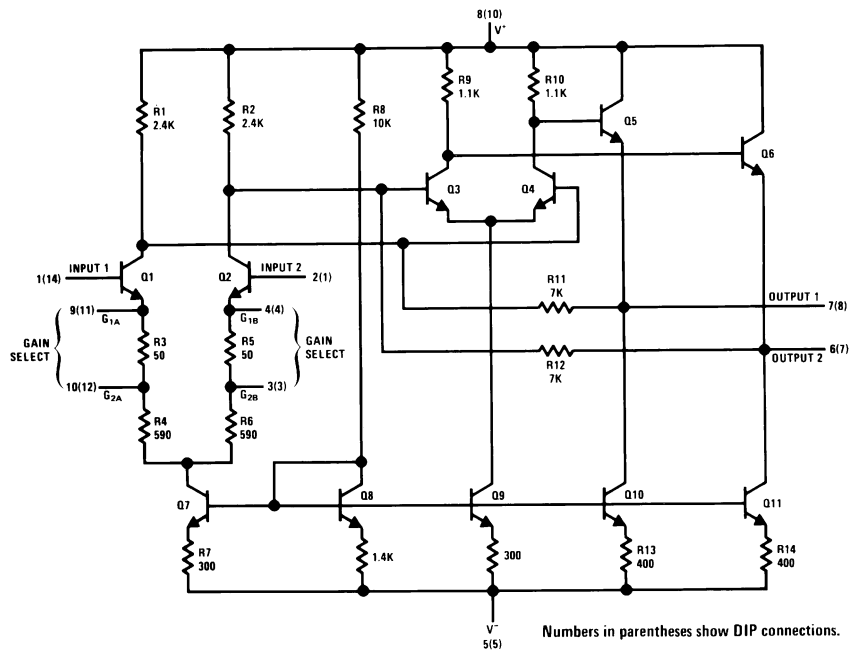 8(10)
V+
R1
2.4K
R2
2.4K
R8
10K
R9
1.1K
R10
1.1K
Q5
Q6
Q3
Q4
INPUT 1
1(14)
Q1
Q2
INPUT 2
2(1)
9(11)
G1A
4(4)
G1B
GAIN
SELECT
R3
50
R5
50
GAIN
SELECT
10(12)
G2A
3(3)
G2B
R4
590
R6
590
R11
7K
OUTPUT 1
7(8)
R12
7K
OUTPUT 2
6(7)
Q7
Q8
Q9
Q10
Q11
R7
300
1.4K
300
R13
400
R14
400
V−
5(5)
Numbers in parentheses show DIP connections.